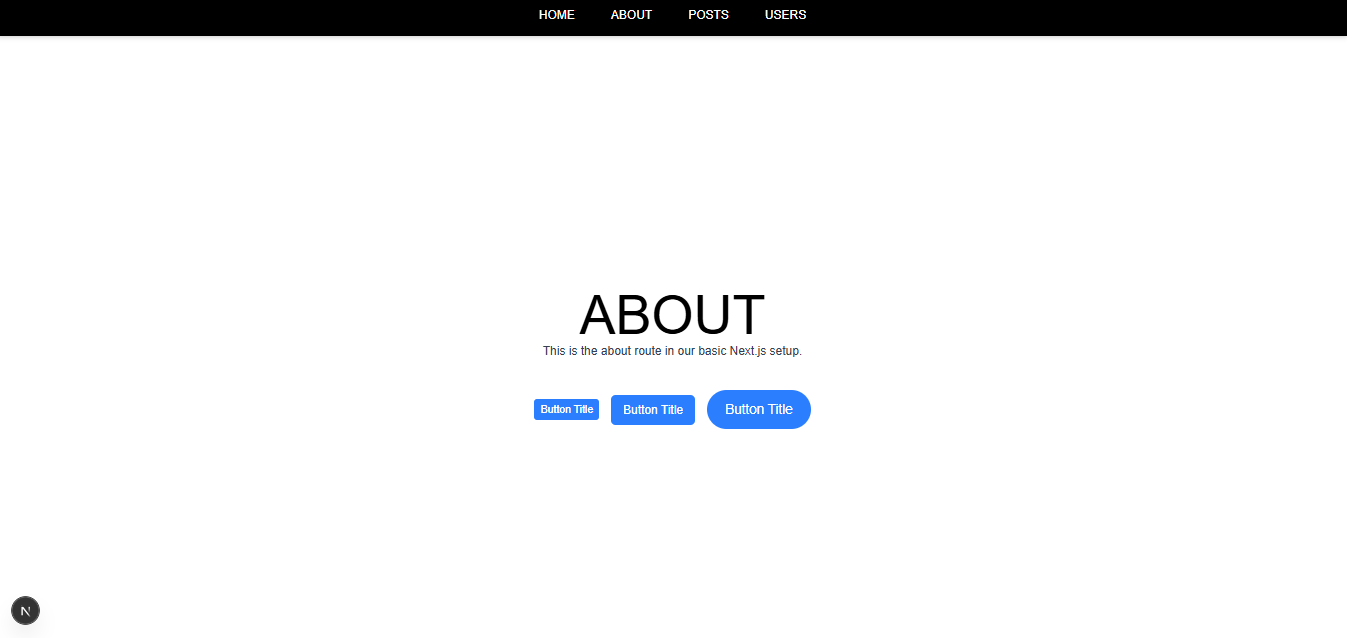 HOME ABOUT POSTS USERS
ABOUT
This is the about route in our basic Next.js setup.
Button Title Button Title Button Title
N